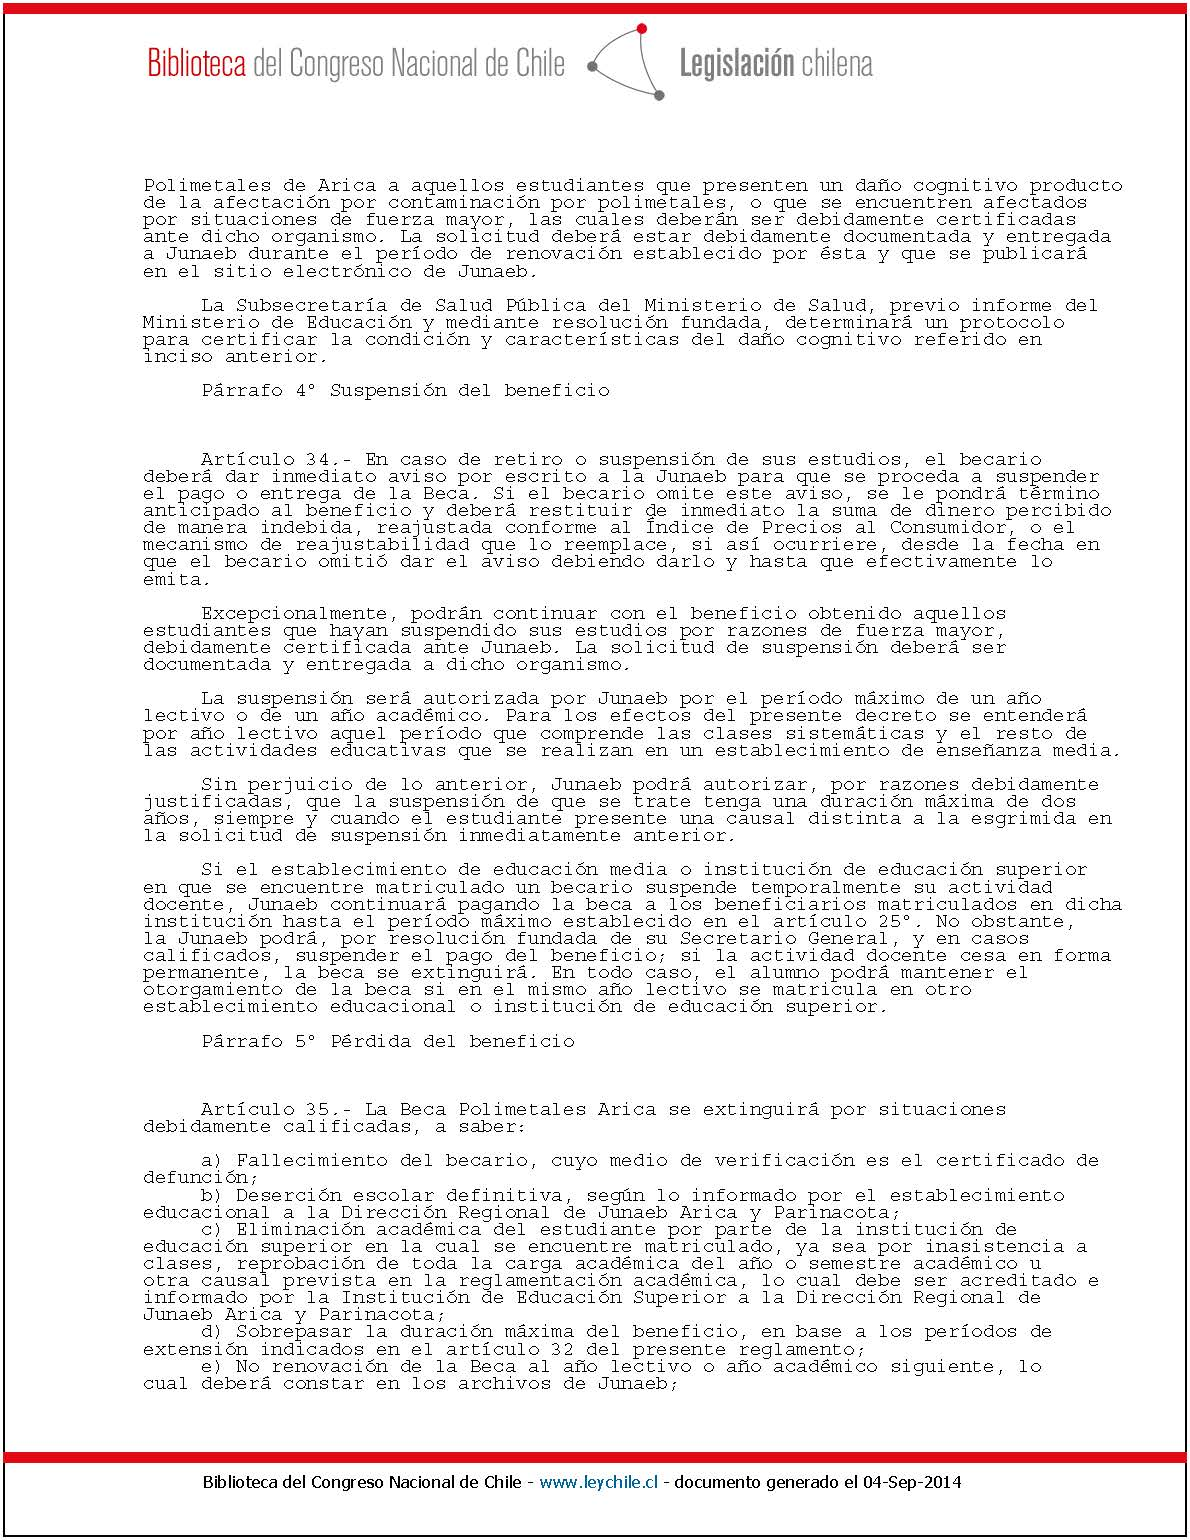 Biblioteca del Congreso Nacional de Chile Legislación chilena
Polimetales de Arica a aquellos estudiantes que presenten un daño cognitivo producto
de la afectación por contaminación por polimetales, o que se encuentren afectados
por situaciones de fuerza mayor, las cuales deberán ser debidamente certificadas
ante dicho organismo. La solicitud deberá estar debidamente documentada y entregada
a Junaeb durante el período de renovación establecido por ésta y que se publicará
en el sitio electrónico de Junaeb.
La Subsecretaría de Salud Pública del Ministerio de Salud, previo informe del
Ministerio de Educación y mediante resolución fundada, determinará un protocolo
para certificar la condición y características del daño cognitivo referido en
inciso anterior.
Párrafo 4° Suspensión del beneficio
Artículo 34.- En caso de retiro o suspensión de sus estudios, el becario
deberá dar inmediato aviso por escrito a la Junaeb para que se proceda a suspender
el pago o entrega de la Beca. Si el becario omite este aviso, se le pondrá término
anticipado al beneficio y deberá restituir de inmediato la suma de dinero percibido
de manera indebida, reajustada conforme al Índice de Precios al Consumidor, o el
mecanismo de reajustabilidad que lo reemplace, si así ocurriere, desde la fecha en
que el becario omitió dar el aviso debiendo darlo y hasta que efectivamente lo
emita.
Excepcionalmente, podrán continuar con el beneficio obtenido aquellos
estudiantes que hayan suspendido sus estudios por razones de fuerza mayor,
debidamente certificada ante Junaeb. La solicitud de suspensión deberá ser
documentada y entregada a dicho organismo.
La suspensión será autorizada por Junaeb por el período máximo de un año
lectivo o de un año académico. Para los efectos del presente decreto se entenderá
por año lectivo aquel período que comprende las clases sistemáticas y el resto de
las actividades educativas que se realizan en un establecimiento de enseñanza media.
Sin perjuicio de lo anterior, Junaeb podrá autorizar, por razones debidamente
justificadas, que la suspensión de que se trate tenga una duración máxima de dos
años, siempre y cuando el estudiante presente una causal distinta a la esgrimida en
la solicitud de suspensión inmediatamente anterior.
Si el establecimiento de educación media o institución de educación superior
en que se encuentre matriculado un becario suspende temporalmente su actividad
docente, Junaeb continuará pagando la beca a los beneficiarios matriculados en dicha
institución hasta el período máximo establecido en el artículo 25°. No obstante,
la Junaeb podrá, por resolución fundada de su Secretario General, y en casos
calificados, suspender el pago del beneficio; si la actividad docente cesa en forma
permanente, la beca se extinguirá. En todo caso, el alumno podrá mantener el
otorgamiento de la beca si en el mismo año lectivo se matricula en otro
establecimiento educacional o institución de educación superior.
Párrafo 5° Pérdida del beneficio
Artículo 35.- La Beca Polimetales Arica se extinguirá por situaciones
debidamente calificadas, a saber:
a) Fallecimiento del becario, cuyo medio de verificación es el certificado de
defunción;
b) Deserción escolar definitiva, según lo informado por el establecimiento
educacional a la Dirección Regional de Junaeb Arica y Parinacota;
c) Eliminación académica del estudiante por parte de la institución de
educación superior en la cual se encuentre matriculado, ya sea por inasistencia a
clases, reprobación de toda la carga académica del año o semestre académico u
otra causal prevista en la reglamentación académica, lo cual debe ser acreditado e
informado por la Institución de Educación Superior a la Dirección Regional de
Junaeb Arica y Parinacota;
d) Sobrepasar la duración máxima del beneficio, en base a los períodos de
extensión indicados en el artículo 32 del presente reglamento;
e) No renovación de la Beca al año lectivo o año académico siguiente, lo
cual deberá constar en los archivos de Junaeb;
Biblioteca del Congreso Nacional de Chile - www.leychile.cl - documento generado el 04-Sep-2014